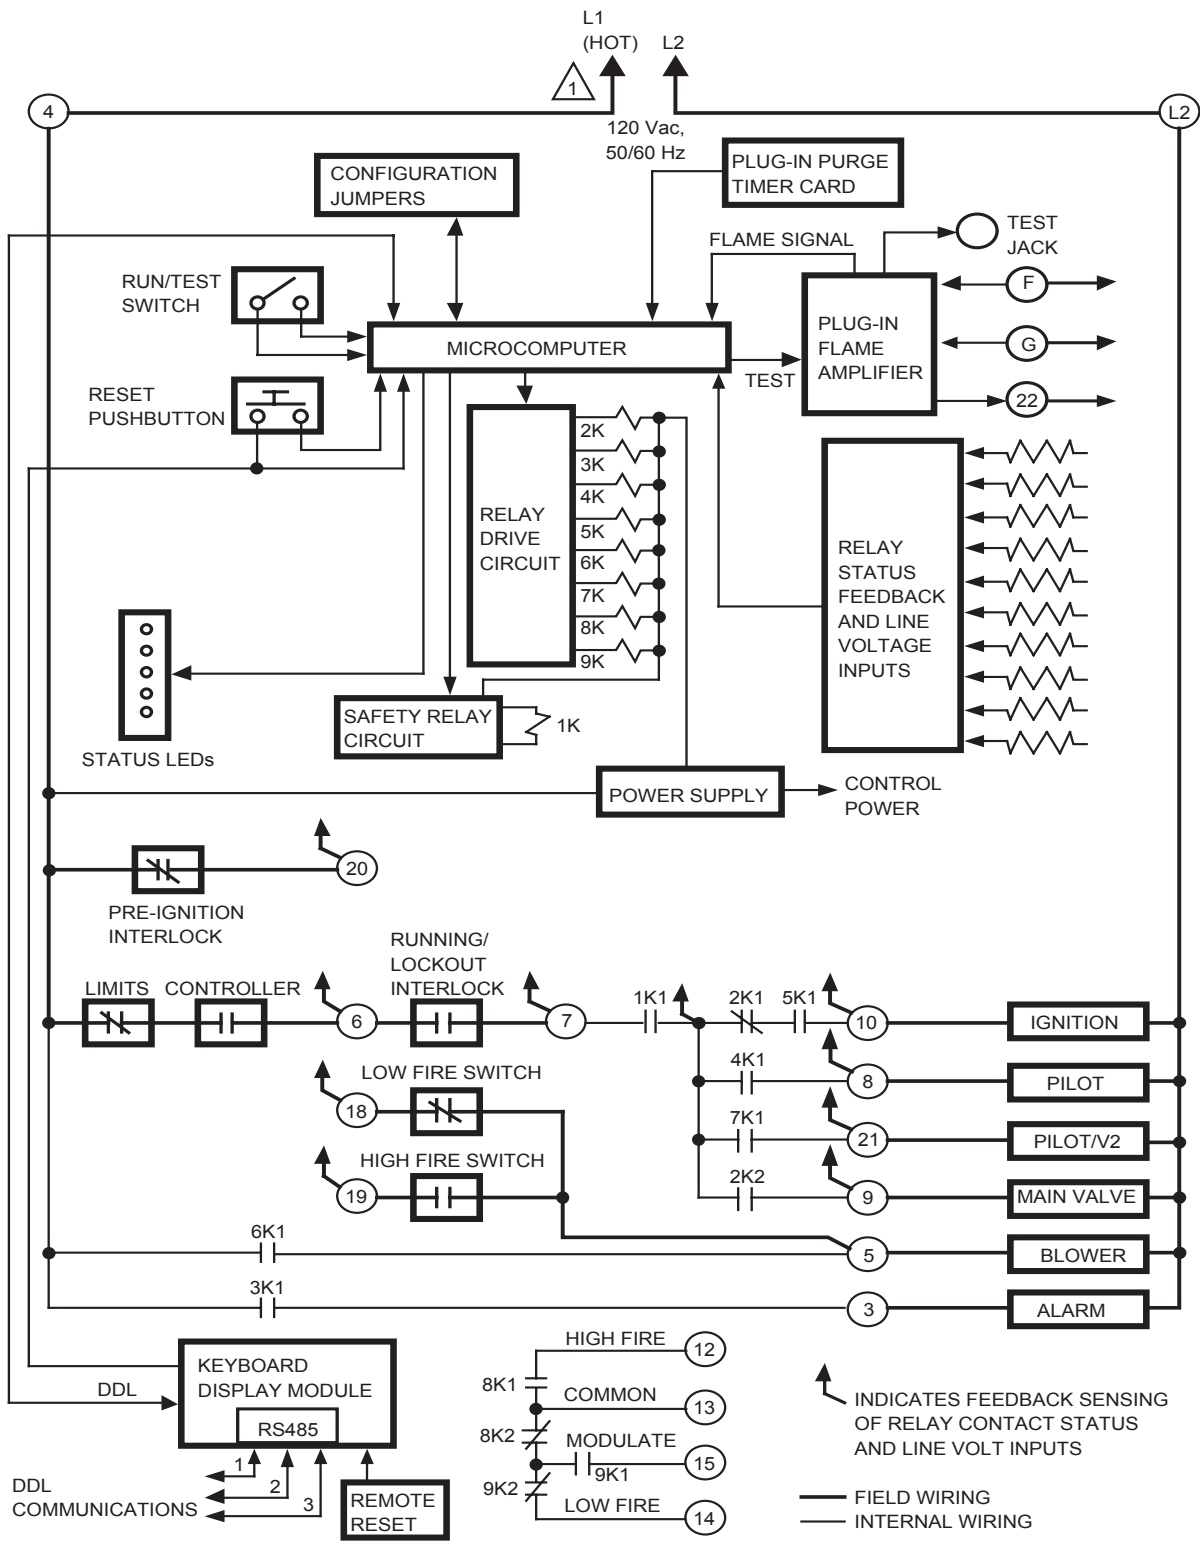 L1
(HOT)
L2
1
4
L2
120 Vac,
50/60 Hz
CONFIGURATION
JUMPERS
PLUG-IN PURGE
TIMER CARD
FLAME SIGNAL
TEST
JACK
RUN/TEST
SWITCH
F
PLUG-IN
FLAME
AMPLIFIER
MICROCOMPUTER
G
TEST
22
RESET
PUSHBUTTON
2K
3K
4K
5K
6K
7K
8K
9K
RELAY
DRIVE
CIRCUIT
RELAY
STATUS
FEEDBACK
AND LINE
VOLTAGE
INPUTS
STATUS LEDs
SAFETY RELAY
CIRCUIT
1K
POWER SUPPLY
CONTROL
POWER
20
PRE-IGNITION
INTERLOCK
RUNNING/
LOCKOUT
INTERLOCK
LIMITS
CONTROLLER
6
7
1K1
2K1
5K1
10
IGNITION
LOW FIRE SWITCH
18
4K1
8
PILOT
7K1
21
PILOT/V2
HIGH FIRE SWITCH
19
2K2
9
MAIN VALVE
6K1
5
BLOWER
3K1
3
ALARM
KEYBOARD
DISPLAY MODULE
RS485
DDL
1
2
3
DDL
COMMUNICATIONS
REMOTE
RESET
HIGH FIRE
12
8K1
COMMON
13
8K2
MODULATE
15
9K1
9K2
LOW FIRE
14
INDICATES FEEDBACK SENSING
OF RELAY CONTACT STATUS
AND LINE VOLT INPUTS
FIELD WIRING
INTERNAL WIRING